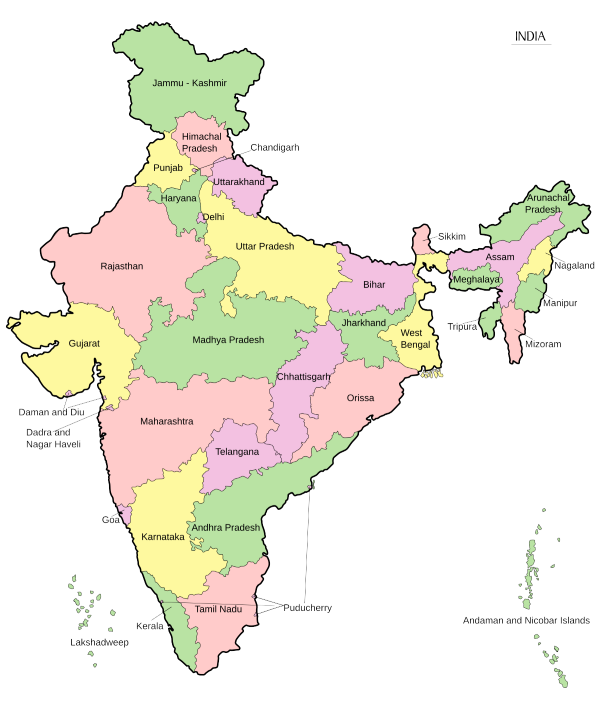 INDIA
Jammu - Kashmir
Himachal
Pradesh
Chandigarh
Punjab
Uttarakhand
Haryana
Delhi
Arunachal
Pradesh
Sikkim
Uttar Pradesh
Assam
Nagaland
Rajasthan
Meghalaya
Bihar
Manipur
Jharkhand
Tripura
West
Bengal
Mizoram
Gujarat
Madhya Pradesh
Chhattisgarh
Orissa
Daman and Diu
Maharashtra
Dadra and
Nagar Haveli
Telangana
Goa
Andhra Pradesh
Karnataka
Puducherry
Tamil Nadu
Kerala
Lakshadweep
Andaman and Nicobar Islands